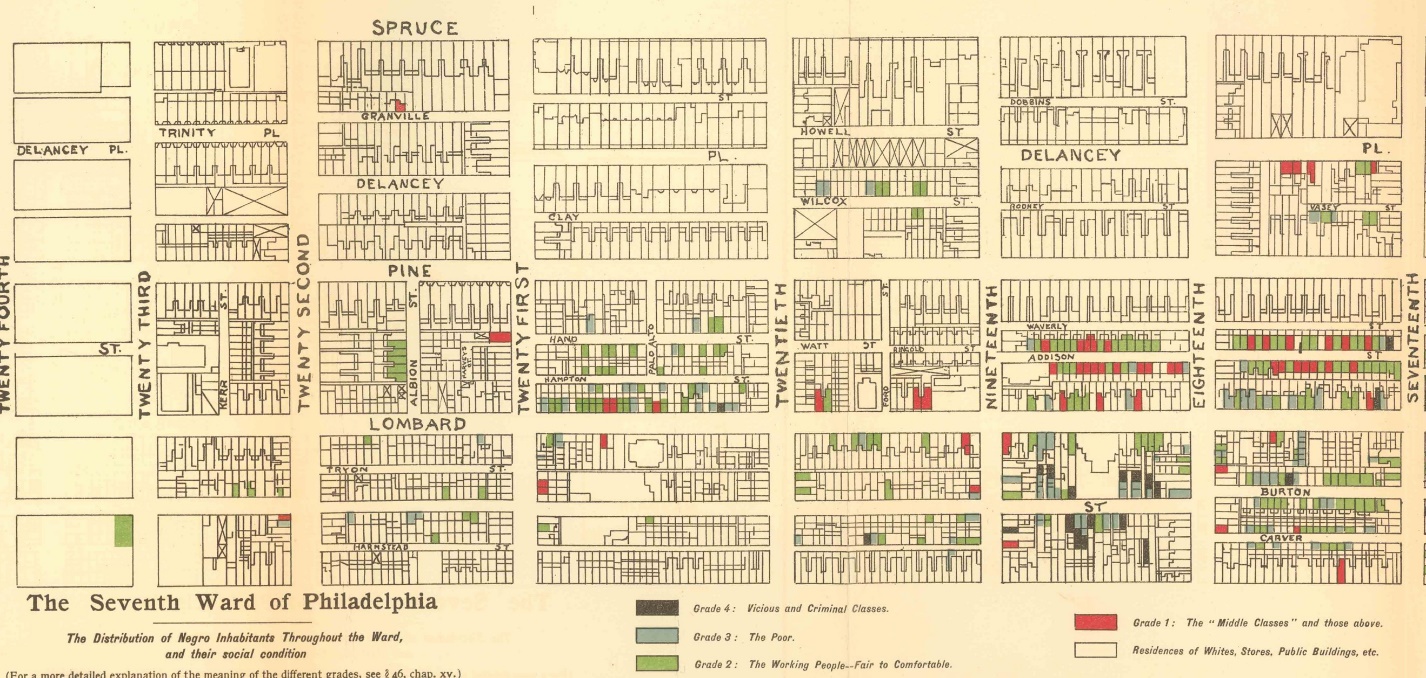 SPRUCE
ST
DOBBINS ST.
GRANVILLE
TRINITY PL
HOWELL ST
DELANCEY PL.
PL.
DELANCEY
PL.
DELANCEY
VASEY ST
WILCOX ST.
RODNEY ST
CLAY
PINE
TWENTY FOURTH
TWENTY THIRD
TWENTY SECOND
TWENTY FIRST
TWENTIETH
NINETEENTH
EIGHTEENTH
SEVENTEENTH
ST.
ST.
ST.
WAVERLY ST
HAND ST.
PALO ALTO
WATT ST
RINGOLD ST
ADDISON ST
ST.
KERR
ALBION
HARVEYS CT.
HAMPTON ST.
FORD
LOMBARD
TRYON ST.
BURTON
ST
HARMSTEAD ST
CARVER
The Seventh Ward of Philadelphia
The Distribution of Negro Inhabitants Throughout the Ward,
and their social condition
(For a more detailed explanation of the meaning of the different grades, see § 46, chap. xv.)
Grade 4: Vicious and Criminal Classes.
Grade 3: The Poor.
Grade 2: The Working People--Fair to Comfortable.
Grade 1: The "Middle Classes" and those above.
Residences of Whites, Stores, Public Buildings, etc.